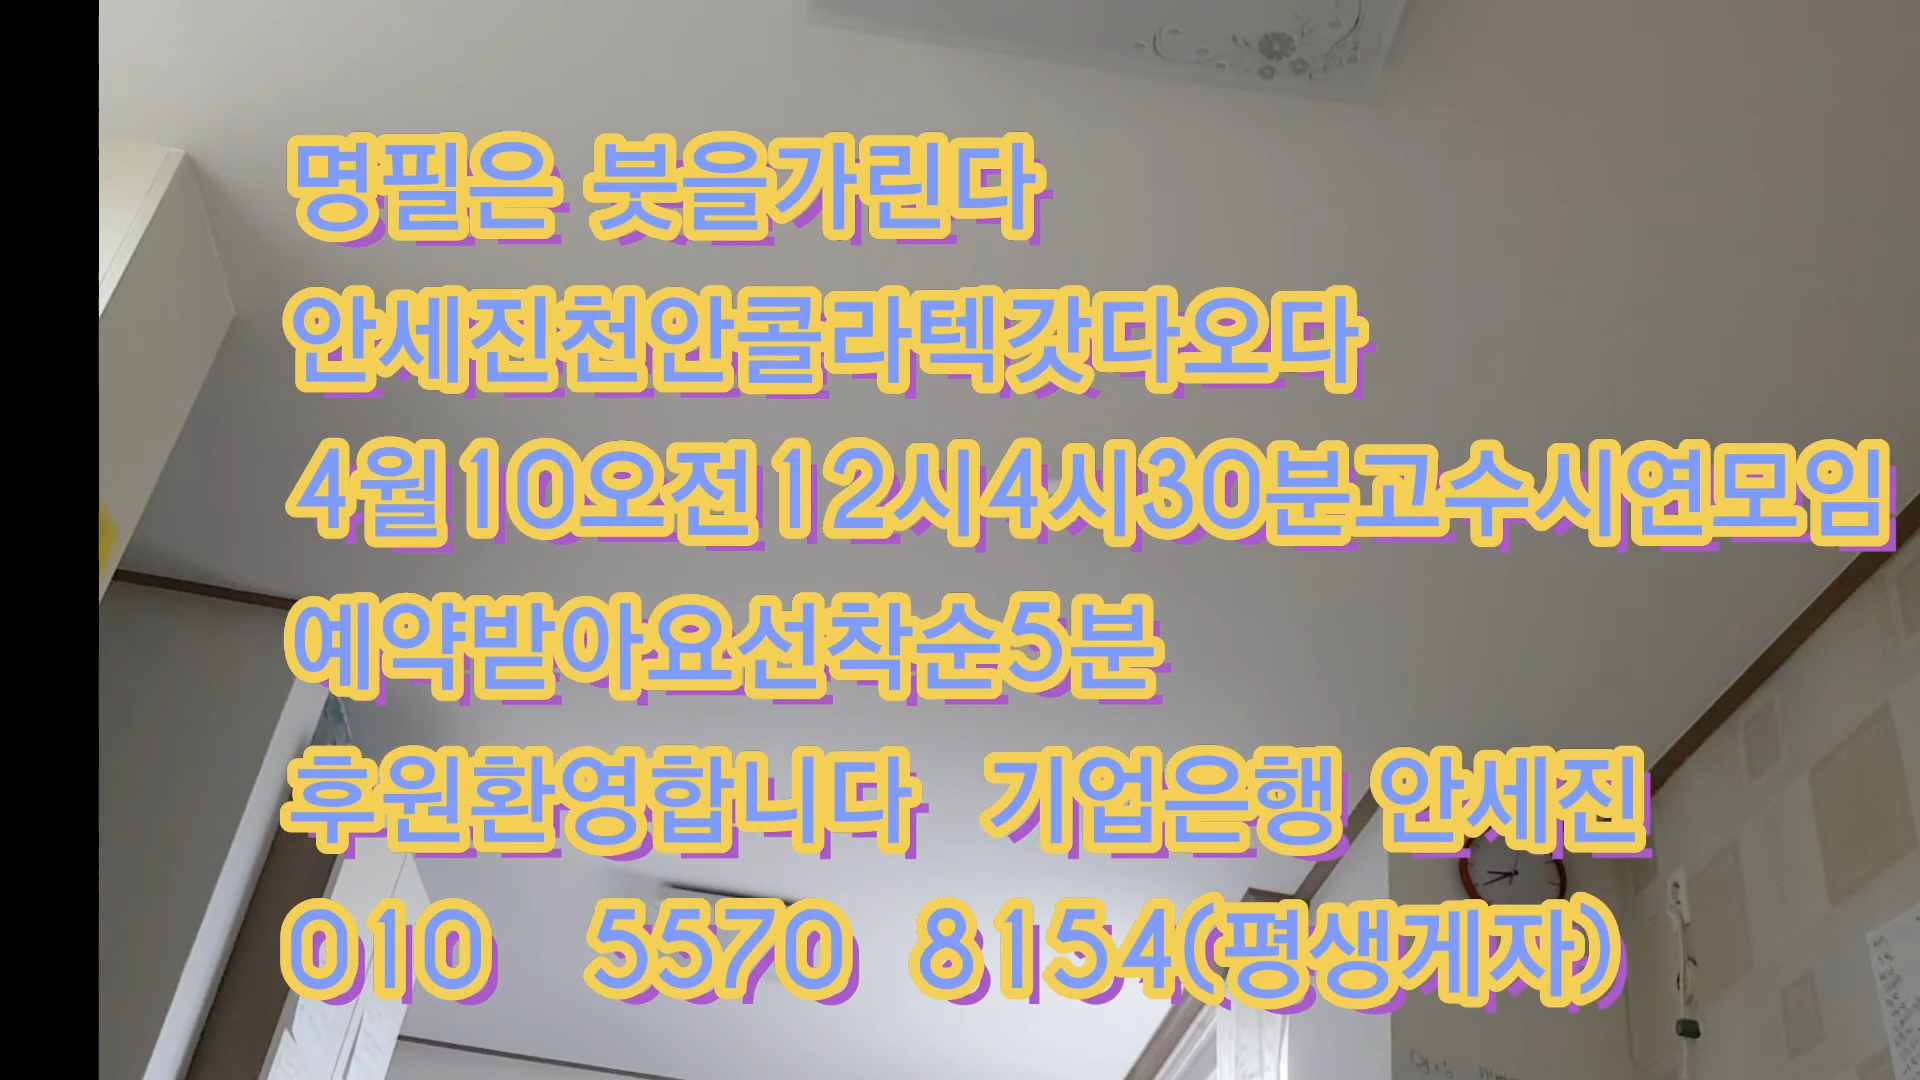 명필은 붓을가린다
안세진천안콜라텍갓다오다
4월10오전12시4시30분고수시연모임
예약받아요선착순5분
후원환영합니다 기업은행 안세진
010 5570 8154(평생게자)